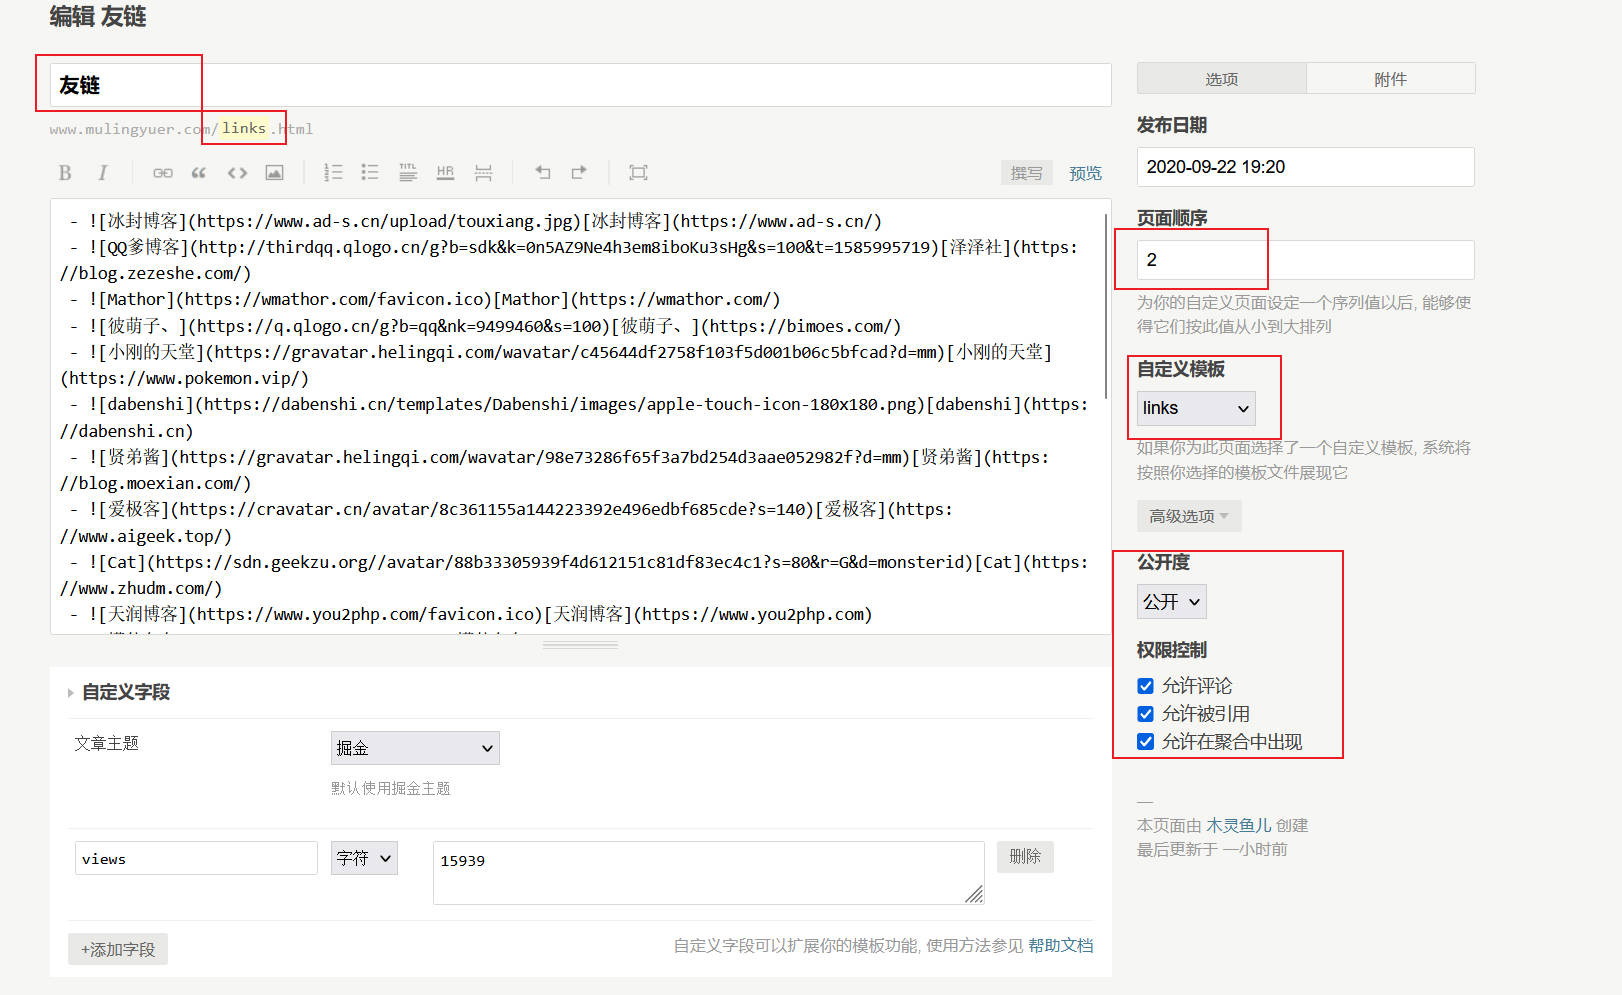 编辑 友链
友链
www.mulingyuer.com/links.html
B I TITL HR 撰写 预览
- ![冰封博客](https://www.ad-s.cn/upload/touxiang.jpg)[冰封博客](https://www.ad-s.cn/)
- ![QQ爹博客](http://thirdqq.qlogo.cn/g?b=sdk&k=0n5AZ9Ne4h3em8iboKu3sHg&s=100&t=1585995719)[泽泽社](https:
//blog.zezeshe.com/)
- ![Mathor](https://wmathor.com/favicon.ico)[Mathor](https://wmathor.com/)
- ![彼萌子、](https://q.qlogo.cn/g?b=qq&nk=9499460&s=100)[彼萌子、](https://bimoes.com/)
- ![小刚的天堂](https://gravatar.helingqi.com/wavatar/c45644df2758f103f5d001b06c5bfcad?d=mm)[小刚的天堂]
(https://www.pokemon.vip/)
- ![dabenshi](https://dabenshi.cn/templates/Dabenshi/images/apple-touch-icon-180x180.png)[dabenshi](https:
//dabenshi.cn)
- ![贤弟酱](https://gravatar.helingqi.com/wavatar/98e73286f65f3a7bd254d3aae052982f?d=mm)[贤弟酱](https:
//blog.moexian.com/)
- ![爱极客](https://cravatar.cn/avatar/8c361155a144223392e496edbf685cde?s=140)[爱极客](https:
//www.aigeek.top/)
- ![Cat](https://sdn.geekzu.org//avatar/88b33305939f4d612151c81df83ec4c1?s=80&r=G&d=monsterid)[Cat](https:
//www.zhudm.com/)
- ![天润博客](https://www.you2php.com/favicon.ico)[天润博客](https://www.you2php.com)
自定义字段
文章主题
掘金
默认使用掘金主题
views 字符 15939 删除
+添加字段
自定义字段可以扩展你的模板功能, 使用方法参见 帮助文档
选项 附件
发布日期
2020-09-22 19:20
页面顺序
2
为你的自定义页面设定一个序列值以后, 能够使
得它们按此值从小到大排列
自定义模板
links
如果你为此页面选择了一个自定义模板, 系统将
按照你选择的模板文件展现它
高级选项
公开度
公开
权限控制
允许评论
允许被引用
允许在聚合中出现
—
本页面由 木灵鱼儿 创建
最后更新于 一小时前